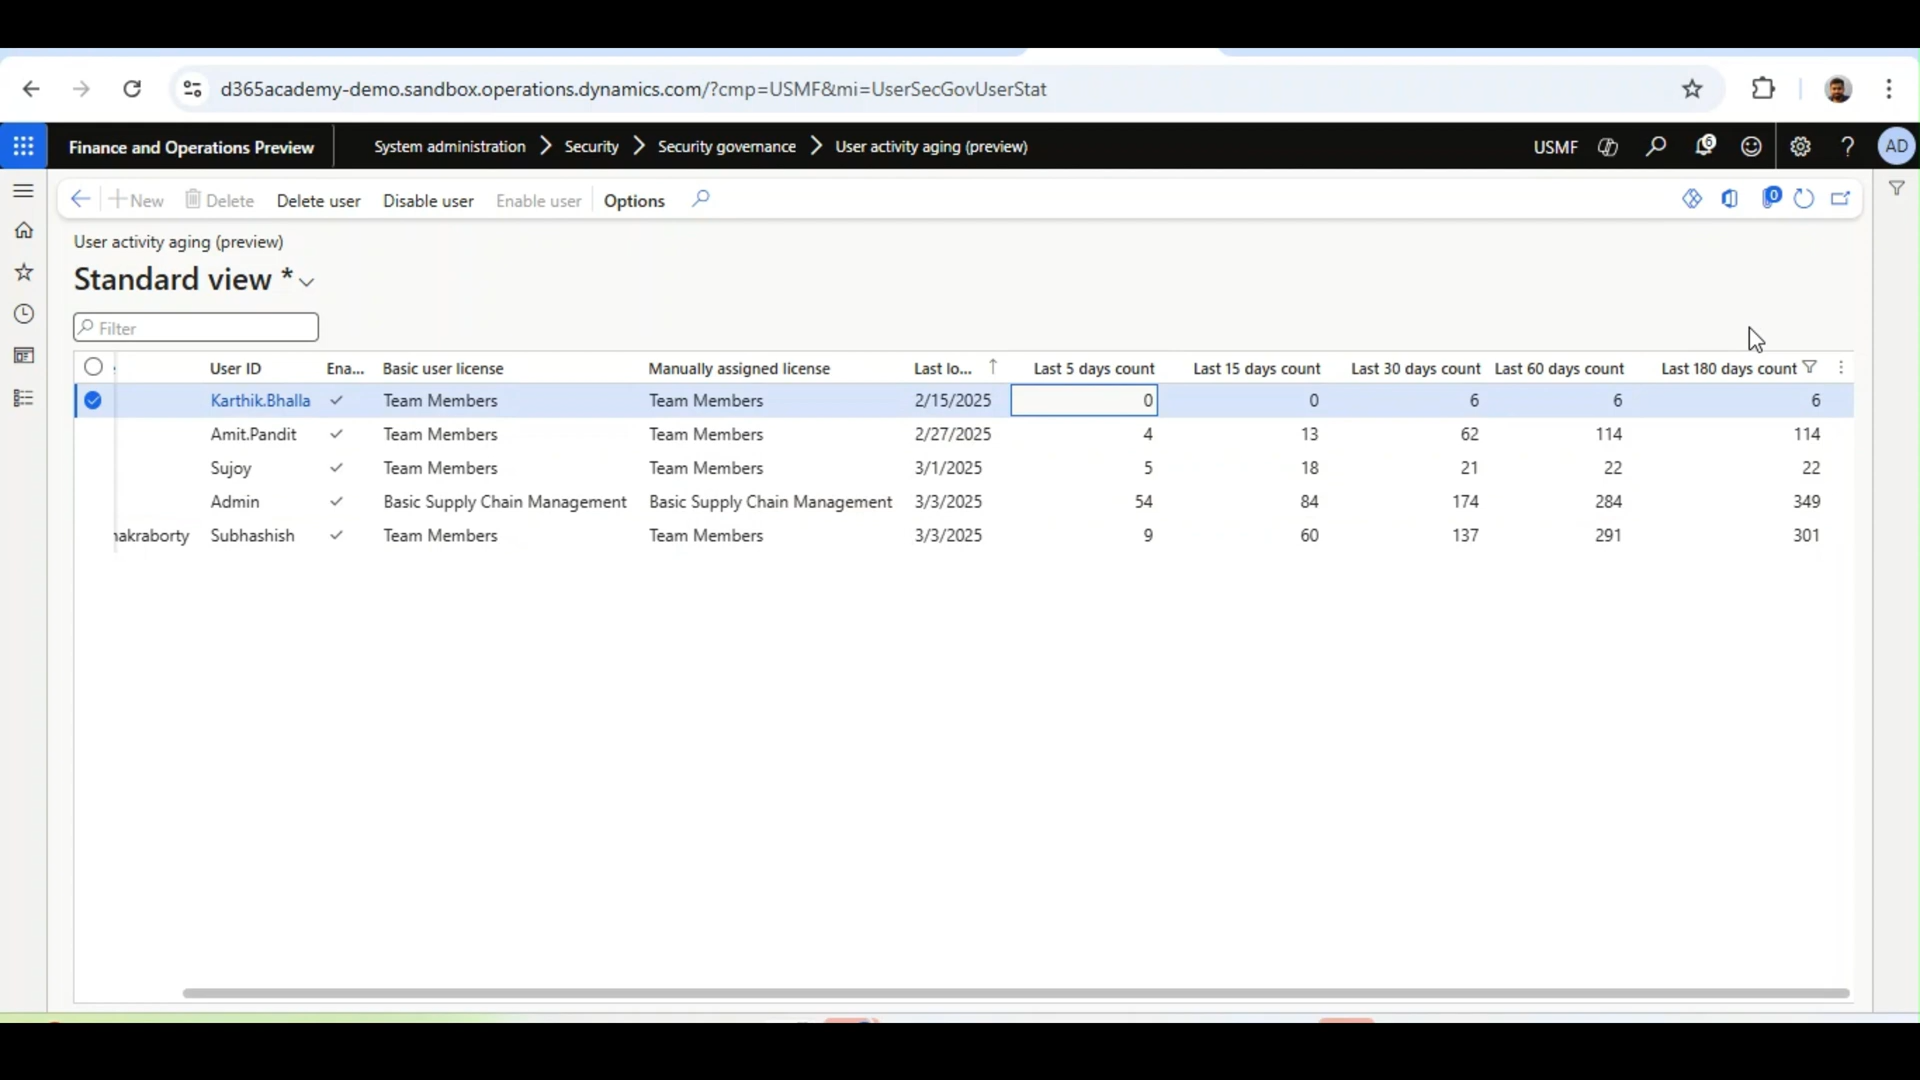 d365academy-demo.sandbox.operations.dynamics.com/?cmp=USMF&mi=UserSecGovUserStat
Finance and Operations Preview System administration Security Security governance User activity aging (preview) USMF 6 ? AD
New Delete Delete user Disable user Enable user Options 0
User activity aging (preview)
Standard view *
Filter
User ID Ena... Basic user license Manually assigned license Last lo... Last 5 days count Last 15 days count Last 30 days count Last 60 days count Last 180 days count
Karthik.Bhalla Team Members Team Members 2/15/2025 0 0 6 6 6
Amit.Pandit Team Members Team Members 2/27/2025 4 13 62 114 114
Sujoy Team Members Team Members 3/1/2025 5 18 21 22 22
Admin Basic Supply Chain Management Basic Supply Chain Management 3/3/2025 54 84 174 284 349
akraborty Subhashish Team Members Team Members 3/3/2025 9 60 137 291 301